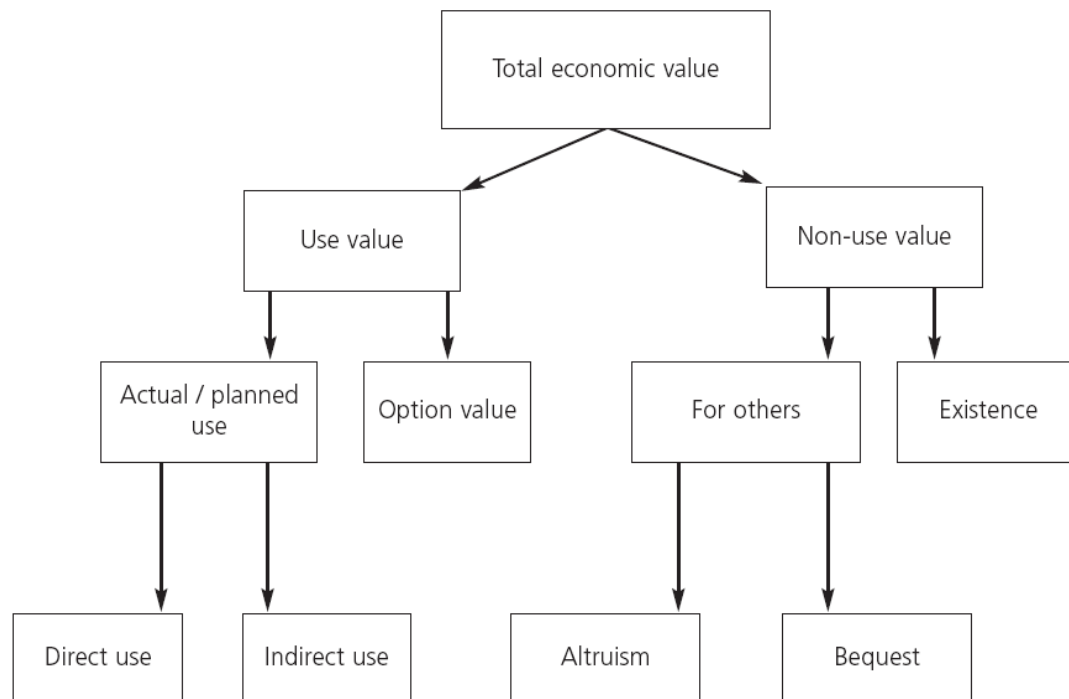 Total economic value
Use value
Non-use value
Actual / planned
use
Option value
For others
Existence
Direct use
Indirect use
Altruism
Bequest